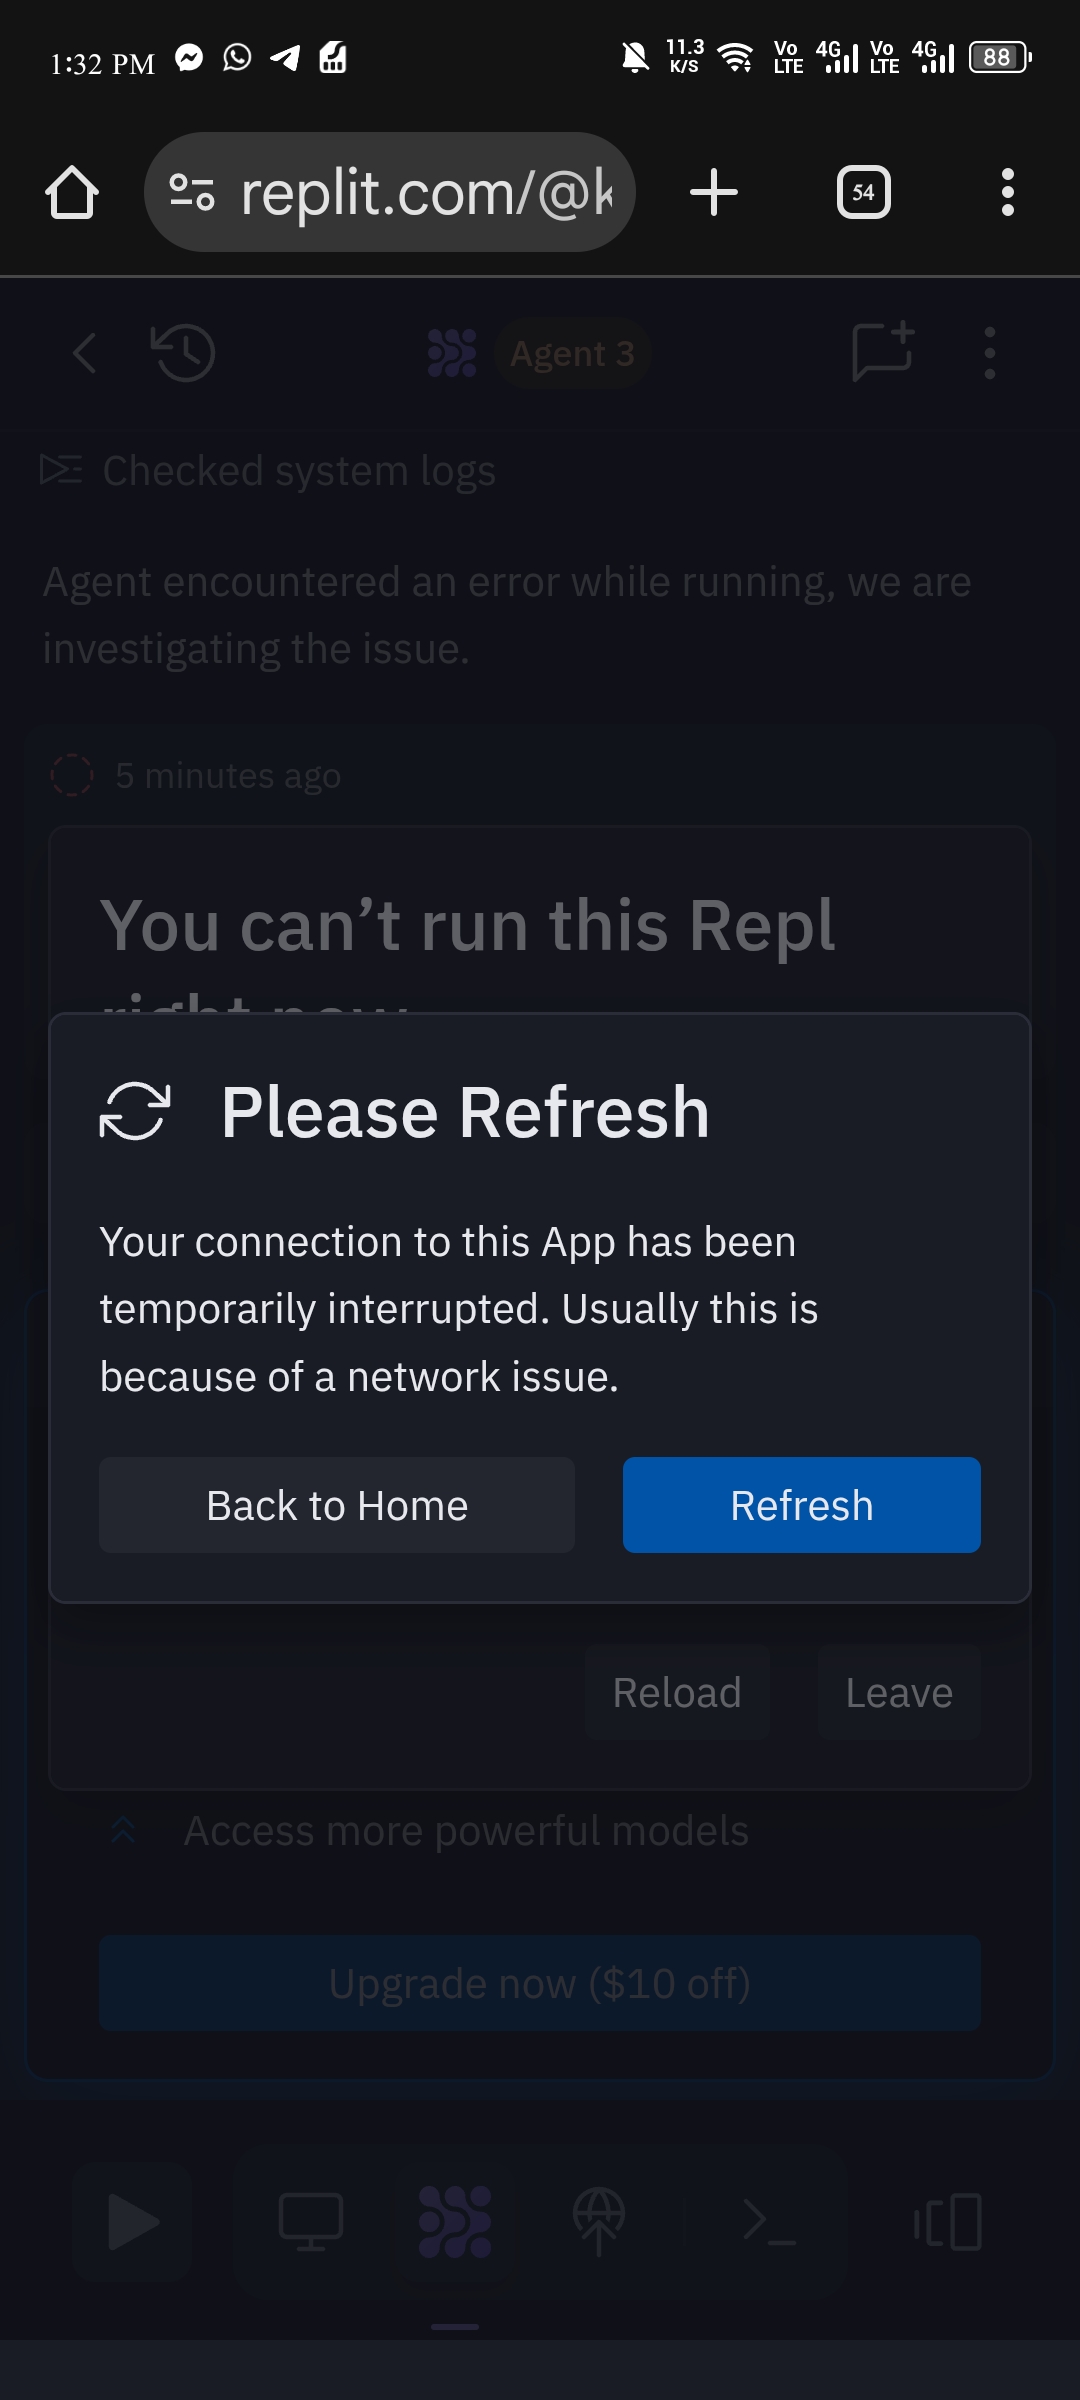 1:32 PM
11.3 K/S
Vo LTE 4G Vo LTE 4G 88
replit.com/@k
54
Agent 3
Checked system logs
Agent encountered an error while running, we are
investigating the issue.
5 minutes ago
You can’t run this Repl
right now
Please Refresh
Your connection to this App has been
temporarily interrupted. Usually this is
because of a network issue.
Back to Home
Refresh
Reload
Leave
Access more powerful models
Upgrade now ($10 off)